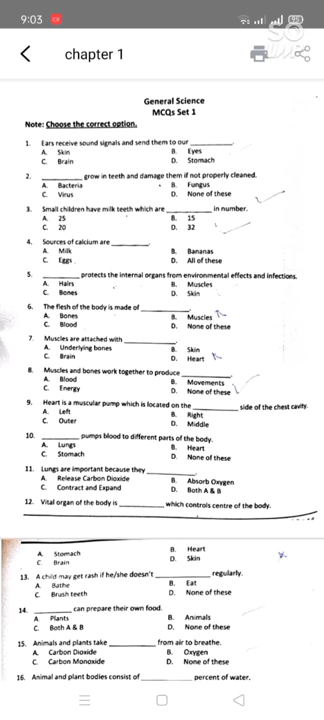 9:03
chapter 1
General Science
MCQs Set 1
Note: Choose the correct option.
1. Ears receive sound signals and send them to our ________.
A. Skin B. Eyes
C. Brain D. Stomach
2. ________ grow in teeth and damage them if not properly cleaned.
A. Bacteria B. Fungus
C. Virus D. None of these
3. Small children have milk teeth which are ________ in number.
A. 25 B. 15
C. 20 D. 32
4. Sources of calcium are ________.
A. Milk B. Bananas
C. Eggs D. All of these
5. ________ protects the internal organs from environmental effects and infections.
A. Hairs B. Muscles
C. Bones D. Skin
6. The flesh of the body is made of ________.
A. Bones B. Muscles
C. Blood D. None of these
7. Muscles are attached with ________.
A. Underlying bones B. Skin
C. Brain D. Heart
8. Muscles and bones work together to produce ________.
A. Blood B. Movements
C. Energy D. None of these
9. Heart is a muscular pump which is located on the ________ side of the chest cavity.
A. Left B. Right
C. Outer D. Middle
10. ________ pumps blood to different parts of the body.
A. Lungs B. Heart
C. Stomach D. None of these
11. Lungs are important because they ________
A. Release Carbon Dioxide B. Absorb Oxygen
C. Contract and Expand D. Both A & B
12. Vital organ of the body is ________ which controls centre of the body.
A. Stomach B. Heart
C. Brain D. Skin
13. A child may get rash if he/she doesn't ________ regularly.
A. Bathe B. Eat
C. Brush teeth D. None of these
14. ________ can prepare their own food.
A. Plants B. Animals
C. Both A & B D. None of these
15. Animals and plants take ________ from air to breathe.
A. Carbon Dioxide B. Oxygen
C. Carbon Monoxide D. None of these
16. Animal and plant bodies consist of ________ percent of water.